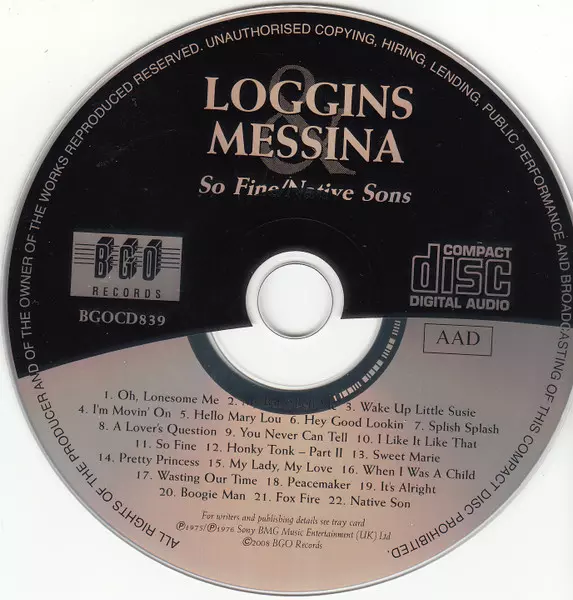 ALL RIGHTS OF THE PRODUCER AND OF THE OWNER OF THE WORKS REPRODUCED RESERVED. UNAUTHORISED COPYING, HIRING, LENDING, PUBLIC PERFORMANCE AND BROADCASTING OF THIS COMPACT DISC PROHIBITED.
&
LOGGINS
MESSINA
So Fine/Native Sons
BGO
RECORDS
BGOCD839
COMPACT
disc
DIGITAL AUDIO
AAD
1. Oh, Lonesome Me 2. 3. Wake Up Little Susie
4. I'm Movin' On 5. Hello Mary Lou 6. Hey Good Lookin' 7. Splish Splash
8. A Lover's Question 9. You Never Can Tell 10. I Like It Like That
11. So Fine 12. Honky Tonk – Part II 13. Sweet Marie
14. Pretty Princess 15. My Lady, My Love 16. When I Was A Child
17. Wasting Our Time 18. Peacemaker 19. It's Alright
20. Boogie Man 21. Fox Fire 22. Native Son
For writers and publishing details see tray card
℗1975/℗1976 Sony BMG Music Entertainment (UK) Ltd
©2008 BGO Records